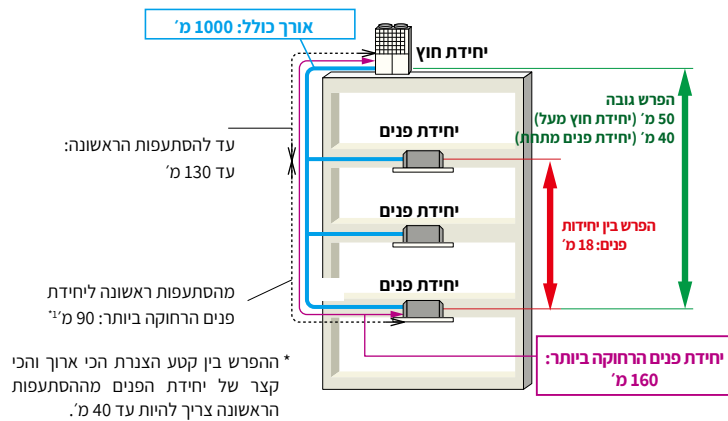 אורך כולל: 1000 מ׳
יחידת חוץ
הפרש גובה
50 מ׳ (יחידת חוץ מעל)
40 מ׳ (יחידת פנים מתחת)
יחידת פנים
עד להסתעפות הראשונה:
עד 130 מ׳
יחידת פנים
הפרש בין יחידות
פנים: 18 מ׳
יחידת פנים
מהסתעפות ראשונה ליחידת
פנים הרחוקה ביותר: 90 מ׳*1
יחידת פנים הרחוקה ביותר:
160 מ׳
* ההפרש בין קטע הצנרת הכי ארוך והכי
קצר של יחידת הפנים מההסתעפות
הראשונה צריך להיות עד 40 מ׳.